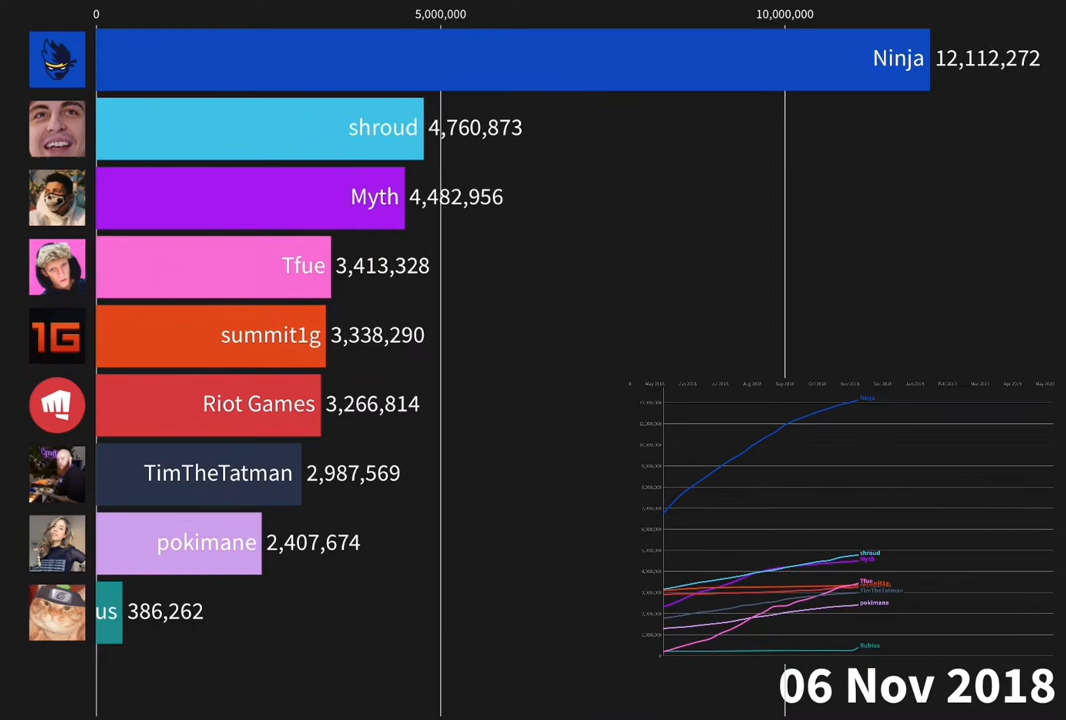 0 5,000,000 10,000,000
Ninja 12,112,272
shroud 4,760,873
Myth 4,482,956
Tfue 3,413,328
1G summit1g 3,338,290
Riot Games 3,266,814
TimTheTatman 2,987,569
pokimane 2,407,674
us 386,262
Ninja
shroud
Myth
Tfue
TimTheTatman
pokimane
Rubius
06 Nov 2018